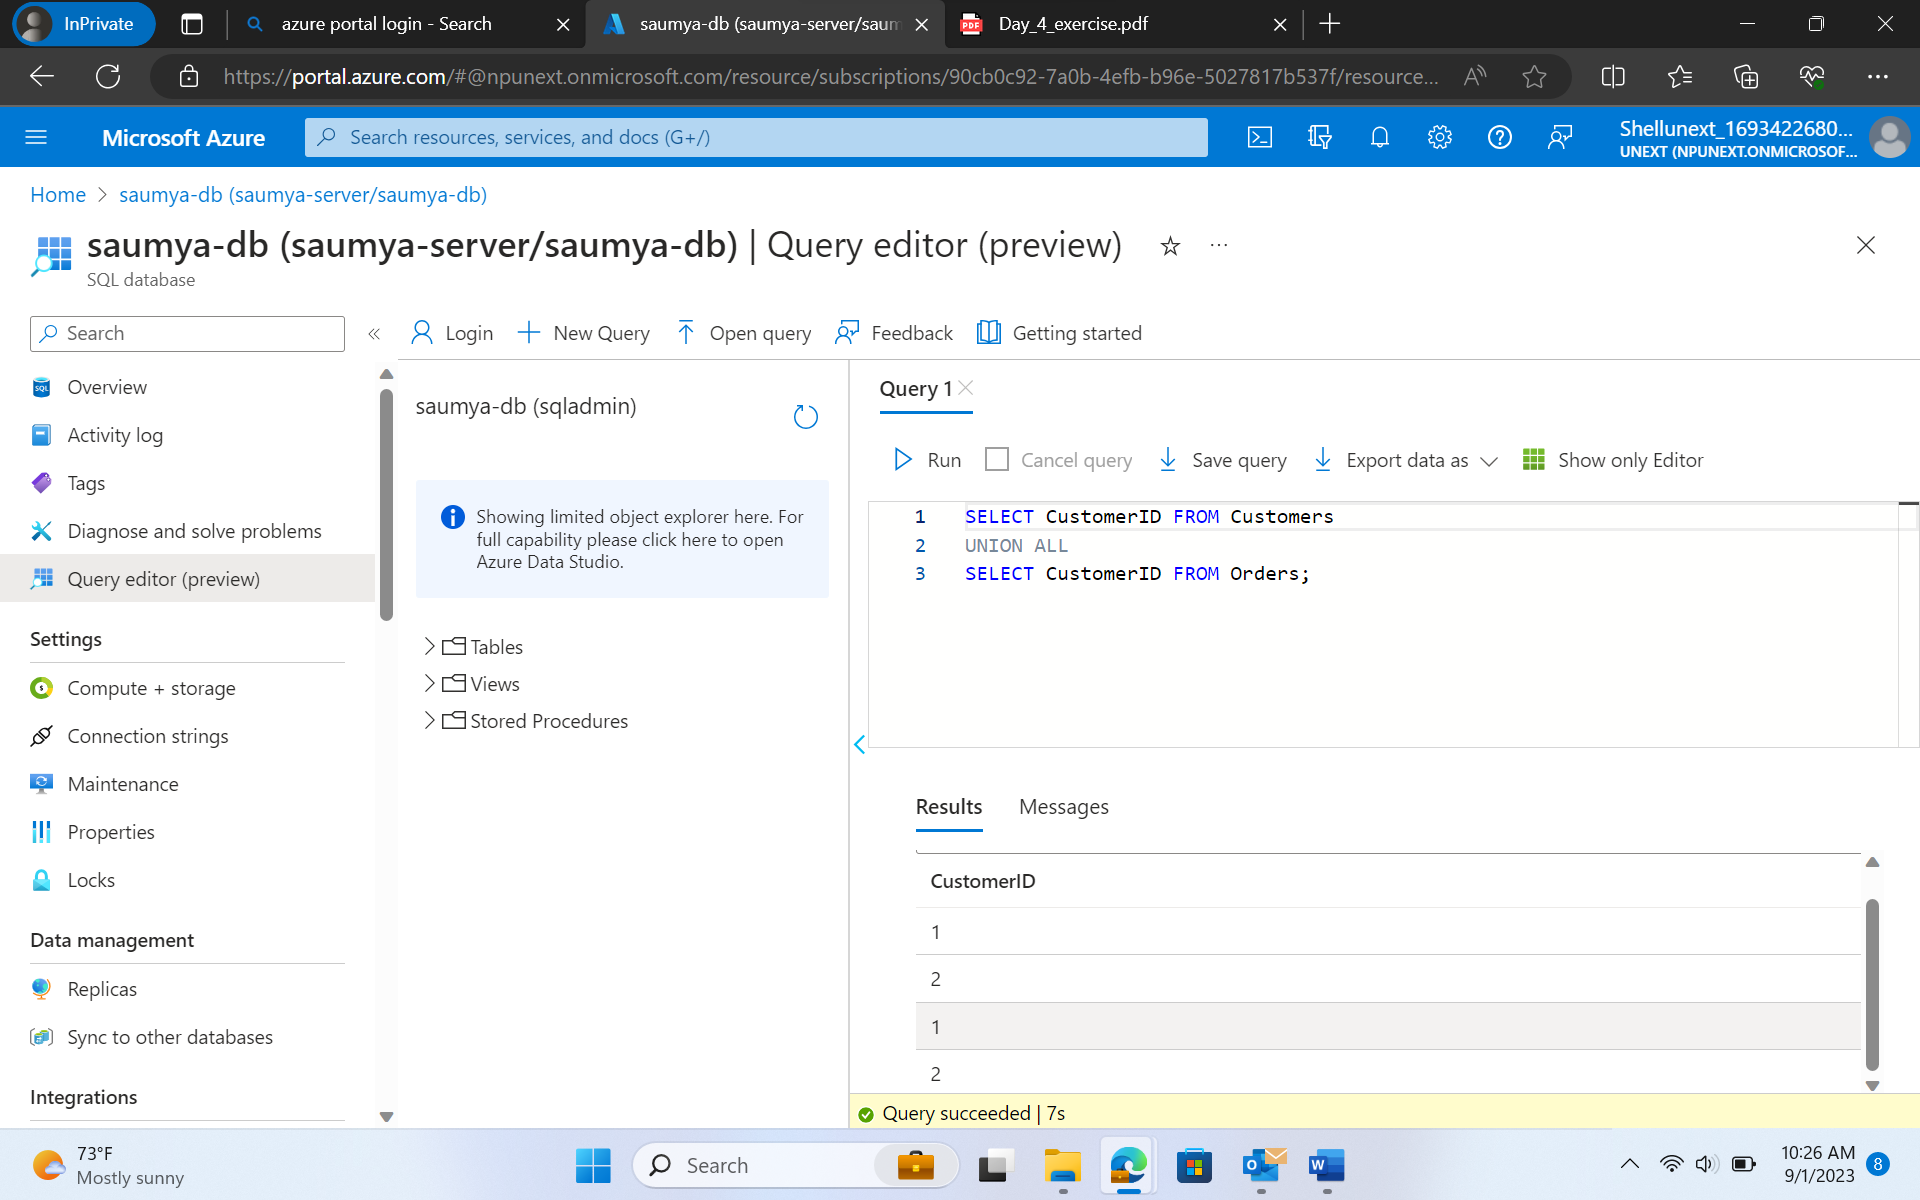 InPrivate
azure portal login - Search
saumya-db (saumya-server/saum
PDF
Day_4_exercise.pdf
https://portal.azure.com/#@npunext.onmicrosoft.com/resource/subscriptions/90cb0c92-7a0b-4efb-b96e-5027817b537f/resource...
Microsoft Azure
Search resources, services, and docs (G+/)
Shellunext_1693422680...
UNEXT (NPUNEXT.ONMICROSOF...
Home > saumya-db (saumya-server/saumya-db)
saumya-db (saumya-server/saumya-db) | Query editor (preview)
SQL database
Search
Login
New Query
Open query
Feedback
Getting started
Overview
Activity log
Tags
Diagnose and solve problems
Query editor (preview)
Settings
Compute + storage
Connection strings
Maintenance
Properties
Locks
Data management
Replicas
Sync to other databases
Integrations
saumya-db (sqladmin)
Showing limited object explorer here. For
full capability please click here to open
Azure Data Studio.
Tables
Views
Stored Procedures
Query 1
Run
Cancel query
Save query
Export data as
Show only Editor
1 SELECT CustomerID FROM Customers
2 UNION ALL
3 SELECT CustomerID FROM Orders;
Results
Messages
CustomerID
1
2
1
2
Query succeeded | 7s
73°F
Mostly sunny
Search
10:26 AM
9/1/2023
8